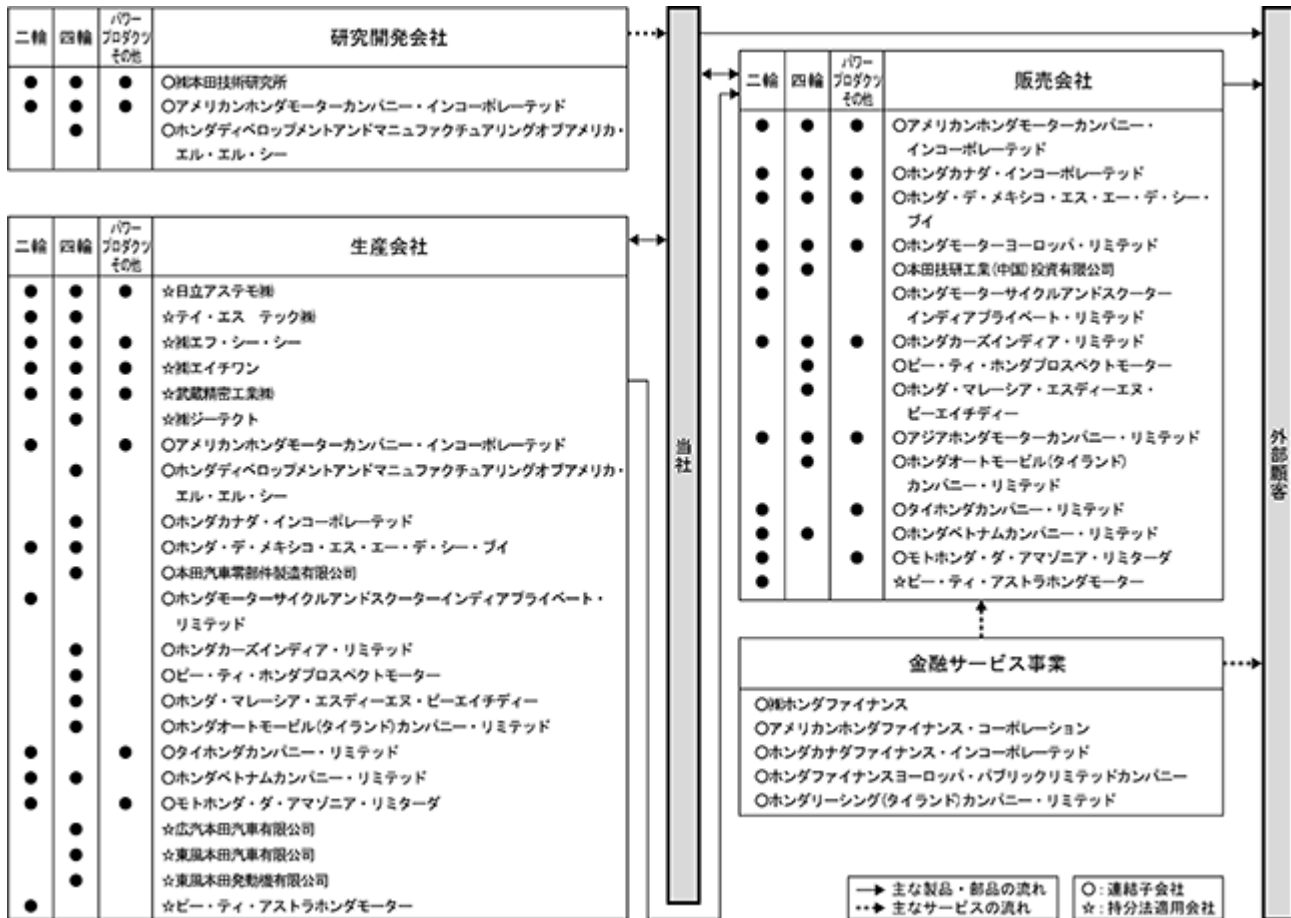 二輪 四輪 パワープロダクツその他 研究開発会社
● ● ● ○㈱本田技術研究所
● ● ● ○アメリカンホンダモーターカンパニー・インコーポレーテッド
● ○ホンダディベロップメントアンドマニュファクチュアリングオブアメリカ・
エル・エル・シー
二輪 四輪 パワープロダクツその他 生産会社
● ● ● ☆日立アステモ㈱
● ● ☆テイ・エス テック㈱
● ● ● ☆㈱エフ・シー・シー
● ● ● ☆㈱エイチワン
● ● ● ☆武蔵精密工業㈱
● ☆㈱ジーテクト
● ● ○アメリカンホンダモーターカンパニー・インコーポレーテッド
● ○ホンダディベロップメントアンドマニュファクチュアリングオブアメリカ・
エル・エル・シー
● ○ホンダカナダ・インコーポレーテッド
● ● ○ホンダ・デ・メキシコ・エス・エー・デ・シー・ブイ
● ○本田汽車零部件製造有限公司
● ○ホンダモーターサイクルアンドスクーターインディアプライベート・
リミテッド
● ○ホンダカーズインディア・リミテッド
● ○ピー・ティ・ホンダプロスペクトモーター
● ○ホンダ・マレーシア・エスディーエヌ・ビーエイチディー
● ○ホンダオートモービル(タイランド)カンパニー・リミテッド
● ● ○タイホンダカンパニー・リミテッド
● ● ○ホンダベトナムカンパニー・リミテッド
● ● ○モトホンダ・ダ・アマゾニア・リミターダ
● ☆広汽本田汽車有限公司
● ☆東風本田汽車有限公司
● ☆東風本田発動機有限公司
● ☆ピー・ティ・アストラホンダモーター
当社
二輪 四輪 パワープロダクツその他 販売会社
● ● ● ○アメリカンホンダモーターカンパニー・
インコーポレーテッド
● ● ● ○ホンダカナダ・インコーポレーテッド
● ● ● ○ホンダ・デ・メキシコ・エス・エー・デ・シー・
ブイ
● ● ● ○ホンダモーターヨーロッパ・リミテッド
● ● ○本田技研工業(中国)投資有限公司
● ○ホンダモーターサイクルアンドスクーター
インディアプライベート・リミテッド
● ● ● ○ホンダカーズインディア・リミテッド
● ○ピー・ティ・ホンダプロスペクトモーター
● ○ホンダ・マレーシア・エスディーエヌ・
ビーエイチディー
● ● ● ○アジアホンダモーターカンパニー・リミテッド
● ○ホンダオートモービル(タイランド)
カンパニー・リミテッド
● ● ○タイホンダカンパニー・リミテッド
● ● ○ホンダベトナムカンパニー・リミテッド
● ● ○モトホンダ・ダ・アマゾニア・リミターダ
● ☆ピー・ティ・アストラホンダモーター
金融サービス事業
○㈱ホンダファイナンス
○アメリカンホンダファイナンス・コーポレーション
○ホンダカナダファイナンス・インコーポレーテッド
○ホンダファイナンスヨーロッパ・パブリックリミテッドカンパニー
○ホンダリーシング(タイランド)カンパニー・リミテッド
外部顧客
主な製品・部品の流れ
主なサービスの流れ
○:連結子会社
☆:持分法適用会社